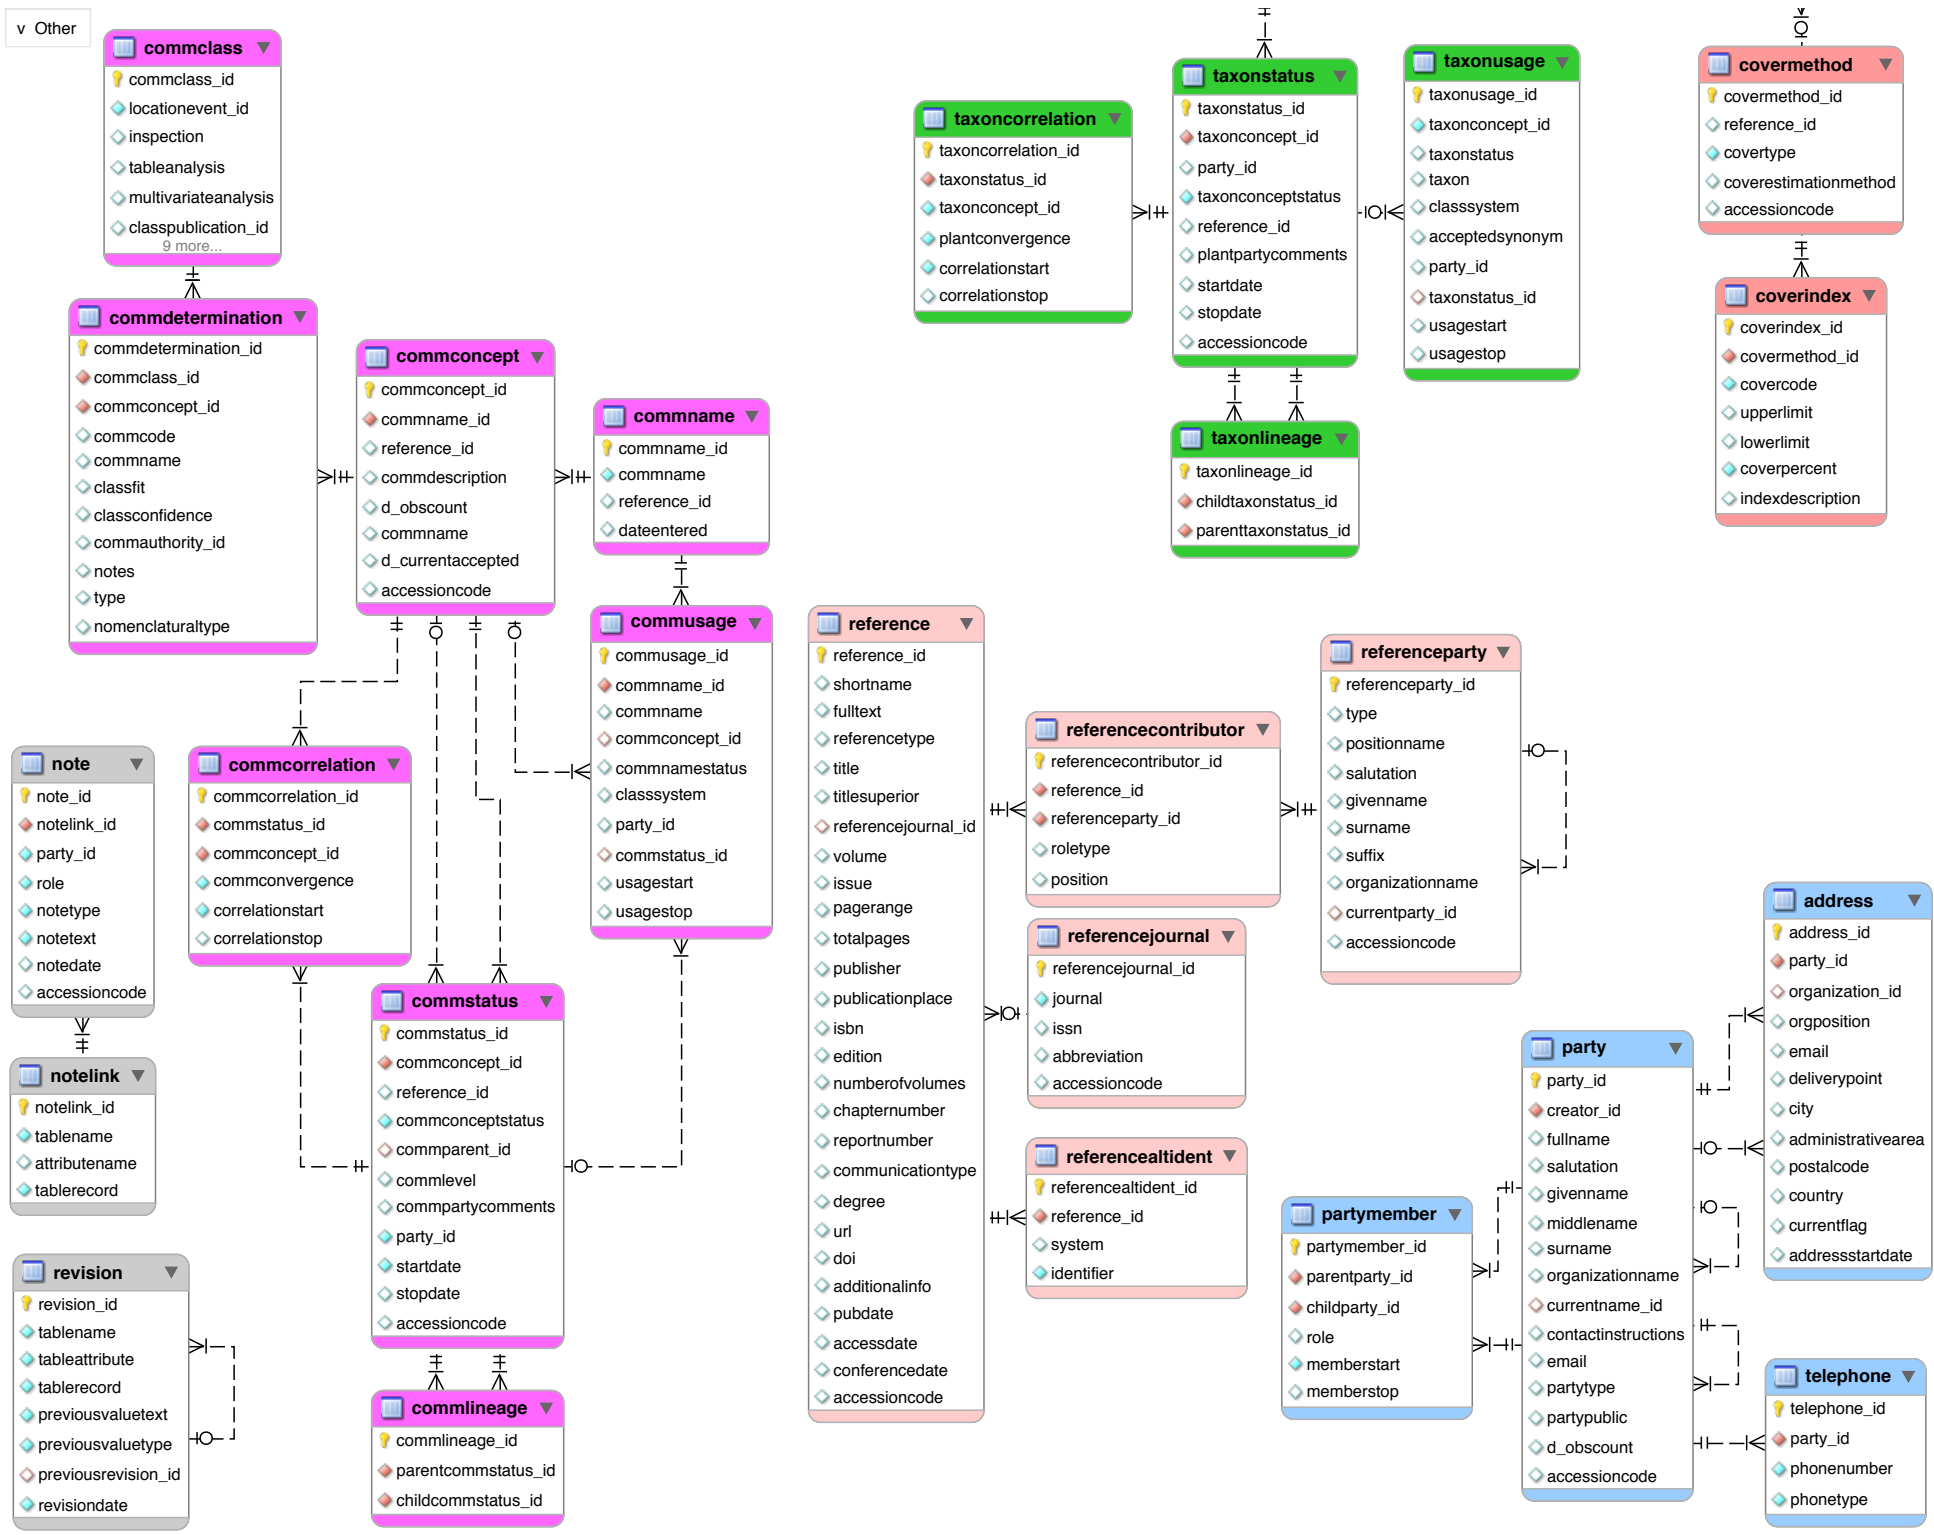 v Other
commclass
commclass_id
locationevent_id
inspection
tableanalysis
multivariateanalysis
classpublication_id
9 more...
commdetermination
commdetermination_id
commclass_id
commconcept_id
commcode
commname
classfit
classconfidence
commauthority_id
notes
type
nomenclaturaltype
commconcept
commconcept_id
commname_id
reference_id
commdescription
d_obscount
commname
d_currentaccepted
accessioncode
commname
commname_id
commname
reference_id
dateentered
commusage
commusage_id
commname_id
commname
commconcept_id
commnamestatus
classsystem
party_id
commstatus_id
usagestart
usagestop
note
note_id
notelink_id
party_id
role
notetype
notetext
notedate
accessioncode
notelink
notelink_id
tablename
attributename
tablerecord
revision
revision_id
tablename
tableattribute
tablerecord
previousvaluetext
previousvaluetype
previousrevision_id
revisiondate
commcorrelation
commcorrelation_id
commstatus_id
commconcept_id
commconvergence
correlationstart
correlationstop
commstatus
commstatus_id
commconcept_id
reference_id
commconceptstatus
commparent_id
commlevel
commpartycomments
party_id
startdate
stopdate
accessioncode
commlineage
commlineage_id
parentcommstatus_id
childcommstatus_id
taxoncorrelation
taxoncorrelation_id
taxonstatus_id
taxonconcept_id
plantconvergence
correlationstart
correlationstop
taxonstatus
taxonstatus_id
taxonconcept_id
party_id
taxonconceptstatus
reference_id
plantpartycomments
startdate
stopdate
accessioncode
taxonusage
taxonusage_id
taxonconcept_id
taxonstatus
taxon
classsystem
acceptedsynonym
party_id
taxonstatus_id
usagestart
usagestop
taxonlineage
taxonlineage_id
childtaxonstatus_id
parenttaxonstatus_id
covermethod
covermethod_id
reference_id
covertype
coverestimationmethod
accessioncode
coverindex
coverindex_id
covermethod_id
covercode
upperlimit
lowerlimit
coverpercent
indexdescription
reference
reference_id
shortname
fulltext
referencetype
title
titlesuperior
referencejournal_id
volume
issue
pagerange
totalpages
publisher
publicationplace
isbn
edition
numberofvolumes
chapternumber
reportnumber
communicationtype
degree
url
doi
additionalinfo
pubdate
accessdate
conferencedate
accessioncode
referencecontributor
referencecontributor_id
reference_id
referenceparty_id
roletype
position
referencejournal
referencejournal_id
journal
issn
abbreviation
accessioncode
referencealtident
referencealtident_id
reference_id
system
identifier
referenceparty
referenceparty_id
type
positionname
salutation
givenname
surname
suffix
organizationname
currentparty_id
accessioncode
partymember
partymember_id
parentparty_id
childparty_id
role
memberstart
memberstop
party
party_id
creator_id
fullname
salutation
givenname
middlename
surname
organizationname
currentname_id
contactinstructions
email
partytype
partypublic
d_obscount
accessioncode
address
address_id
party_id
organization_id
orgposition
email
deliverypoint
city
administrativearea
postalcode
country
currentflag
addressstartdate
telephone
telephone_id
party_id
phonenumber
phonetype